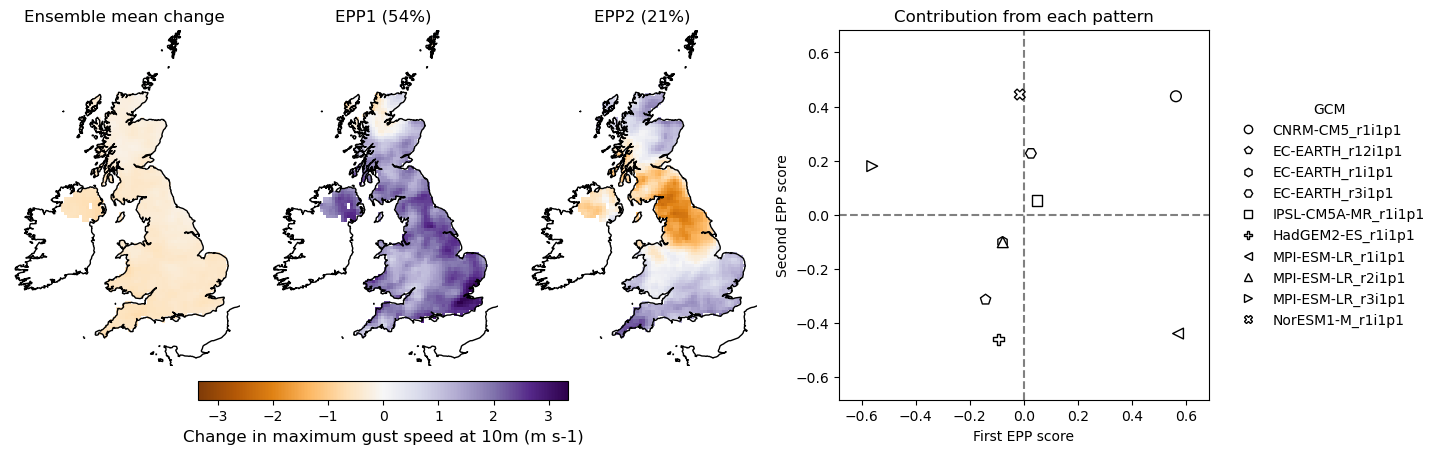 Ensemble mean change
EPP1 (54%)
EPP2 (21%)
−3 −2 −1 0 1 2 3
Change in maximum gust speed at 10m (m s-1)
Contribution from each pattern
Second EPP score
0.6
0.4
0.2
0.0
−0.2
−0.4
−0.6
−0.6 −0.4 −0.2 0.0 0.2 0.4 0.6
First EPP score
GCM
CNRM-CM5_r1i1p1
EC-EARTH_r12i1p1
EC-EARTH_r1i1p1
EC-EARTH_r3i1p1
IPSL-CM5A-MR_r1i1p1
HadGEM2-ES_r1i1p1
MPI-ESM-LR_r1i1p1
MPI-ESM-LR_r2i1p1
MPI-ESM-LR_r3i1p1
NorESM1-M_r1i1p1